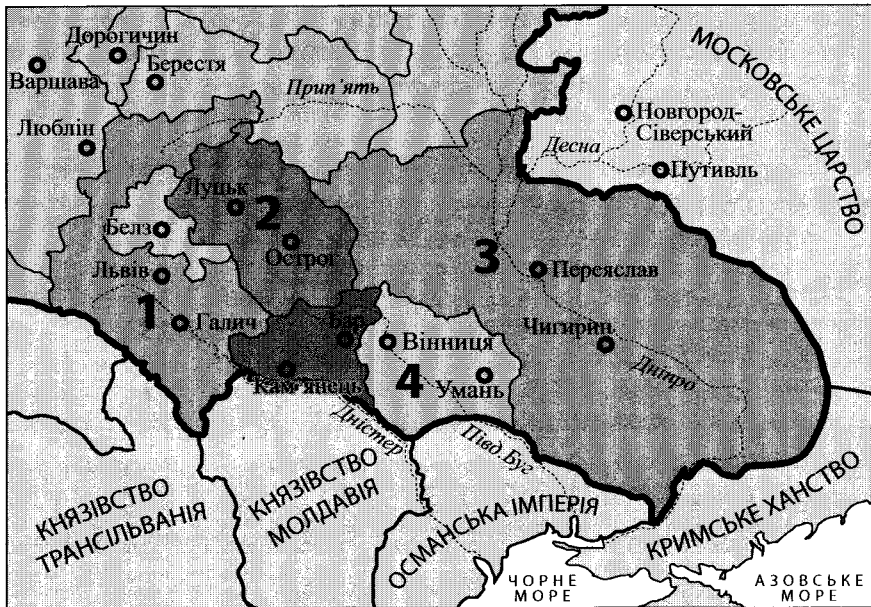 Дорогичин
Варшава
Берестя
Прип'ять
МОСКОВСЬКЕ ЦАРСТВО
Новгород-
Сіверський
Люблін
Десна
Путивль
Луцьк
2
Белз
Острог
3
Переяслав
Львів
1
Галич
Бар
Вінниця
Чигирин
Кам'янець
4
Умань
Дніпро
Дністер
Півд.Буг
КНЯЗІВСТВО
ТРАНСІЛЬВАНІЯ
КНЯЗІВСТВО
МОЛДАВІЯ
ОСМАНСЬКА ІМПЕРІЯ
КРИМСЬКЕ ХАНСТВО
ЧОРНЕ
МОРЕ
АЗОВСЬКЕ
МОРЕ